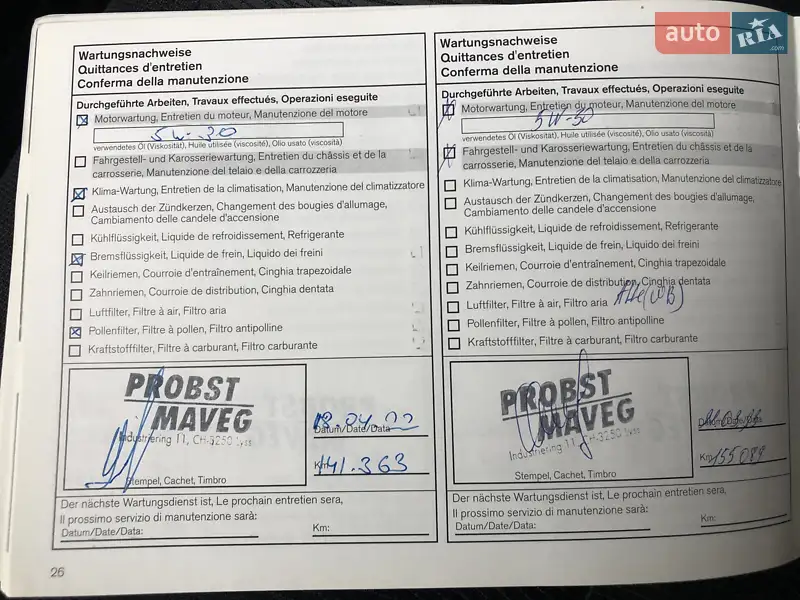 auto RIA.com
Wartungsnachweise
Quittances d'entretien
Conferma della manutenzione
Durchgeführte Arbeiten, Travaux effectués, Operazioni eseguite
Motorwartung, Entretien du moteur, Manutenzione del motore
5W-30
verwendetes Öl (Viskosität), Huile utilisée (viscosité), Olio usato (viscosità)
Fahrgestell- und Karosseriewartung, Entretien du châssis et de la
carrosserie, Manutenzione del telaio e della carrozzeria
Klima-Wartung, Entretien de la climatisation, Manutenzione del climatizzatore
Austausch der Zündkerzen, Changement des bougies d'allumage,
Cambiamento delle candele d'accensione
Kühlflüssigkeit, Liquide de refroidissement, Refrigerante
Bremsflüssigkeit, Liquide de frein, Liquido dei freini
Keilriemen, Courroie d'entraînement, Cinghia trapezoidale
Zahnriemen, Courroie de distribution, Cinghia dentata
Luftfilter, Filtre à air, Filtro aria
Pollenfilter, Filtre à pollen, Filtro antipolline
Kraftstofffilter, Filtre à carburant, Filtro carburante
PROBST
MAVEG
Industriering 11, CH-3250 Lyss
Stempel, Cachet, Timbro
Datum/Date/Data
Km: 141.363
Der nächste Wartungsdienst ist, Le prochain entretien sera,
Il prossimo servizio di manutenzione sarà:
Datum/Date/Data:
Km:
26
Wartungsnachweise
Quittances d'entretien
Conferma della manutenzione
Durchgeführte Arbeiten, Travaux effectués, Operazioni eseguite
Motorwartung, Entretien du moteur, Manutenzione del motore
5W-30
verwendetes Öl (Viskosität), Huile utilisée (viscosité), Olio usato (viscosità)
Fahrgestell- und Karosseriewartung, Entretien du châssis et de la
carrosserie, Manutenzione del telaio e della carrozzeria
Klima-Wartung, Entretien de la climatisation, Manutenzione del climatizzatore
Austausch der Zündkerzen, Changement des bougies d'allumage,
Cambiamento delle candele d'accensione
Kühlflüssigkeit, Liquide de refroidissement, Refrigerante
Bremsflüssigkeit, Liquide de frein, Liquido dei freini
Keilriemen, Courroie d'entraînement, Cinghia trapezoidale
Zahnriemen, Courroie de distribution, Cinghia dentata
Luftfilter, Filtre à air, Filtro aria
Pollenfilter, Filtre à pollen, Filtro antipolline
Kraftstofffilter, Filtre à carburant, Filtro carburante
PROBST
MAVEG
Industriering 11, CH-3250 Lyss
Stempel, Cachet, Timbro
Datum/Date/Data
Km: 155089
Der nächste Wartungsdienst ist, Le prochain entretien sera,
Il prossimo servizio di manutenzione sarà:
Datum/Date/Data:
Km: